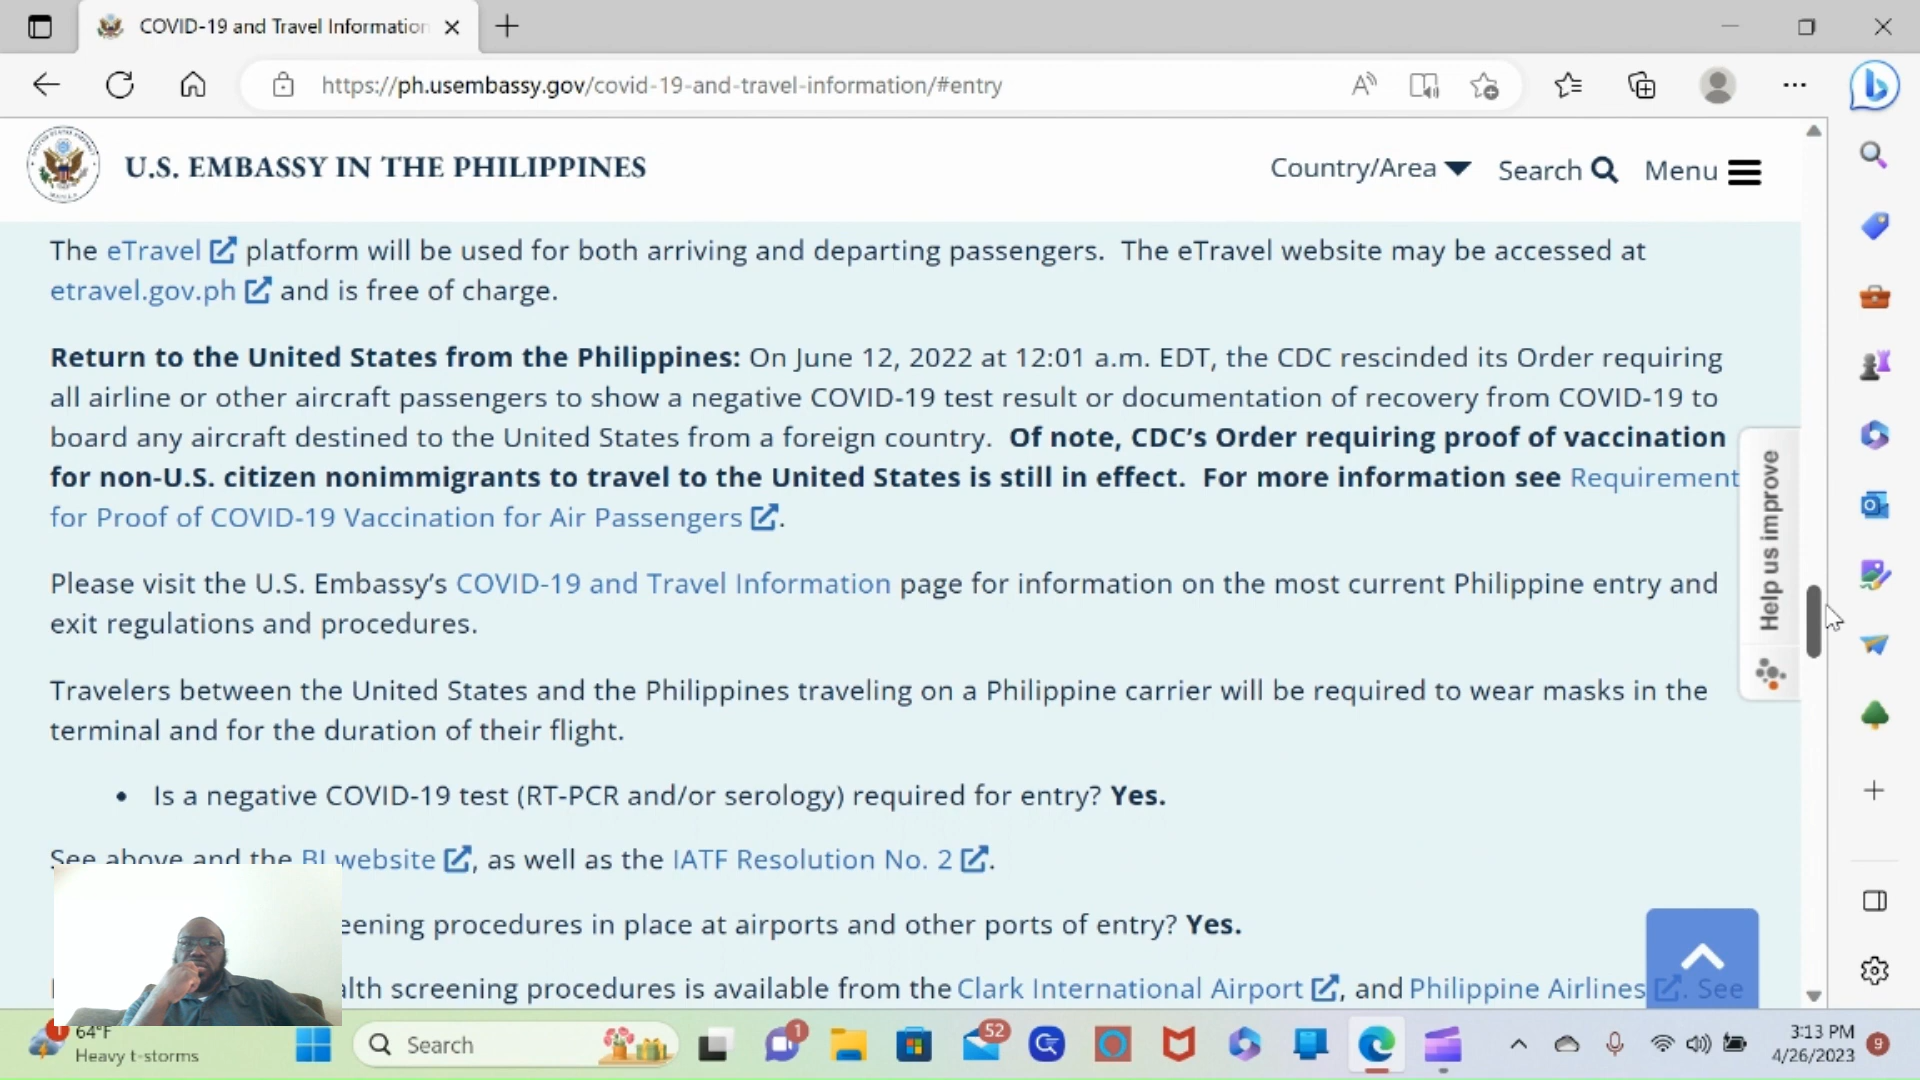 COVID-19 and Travel Information
https://ph.usembassy.gov/covid-19-and-travel-information/#entry
U.S. EMBASSY IN THE PHILIPPINES
Country/Area Search Menu
The eTravel platform will be used for both arriving and departing passengers. The eTravel website may be accessed at
etravel.gov.ph and is free of charge.
Return to the United States from the Philippines: On June 12, 2022 at 12:01 a.m. EDT, the CDC rescinded its Order requiring
all airline or other aircraft passengers to show a negative COVID-19 test result or documentation of recovery from COVID-19 to
board any aircraft destined to the United States from a foreign country. Of note, CDC's Order requiring proof of vaccination
for non-U.S. citizen nonimmigrants to travel to the United States is still in effect. For more information see Requirement
for Proof of COVID-19 Vaccination for Air Passengers.
Please visit the U.S. Embassy's COVID-19 and Travel Information page for information on the most current Philippine entry and
exit regulations and procedures.
Travelers between the United States and the Philippines traveling on a Philippine carrier will be required to wear masks in the
terminal and for the duration of their flight.
• Is a negative COVID-19 test (RT-PCR and/or serology) required for entry? Yes.
See above and the BI website, as well as the IATF Resolution No. 2.
eening procedures in place at airports and other ports of entry? Yes.
alth screening procedures is available from the Clark International Airport, and Philippine Airlines. See
Help us improve
1
64°F
Heavy t-storms
Search
1
52
3:13 PM
4/26/2023
9